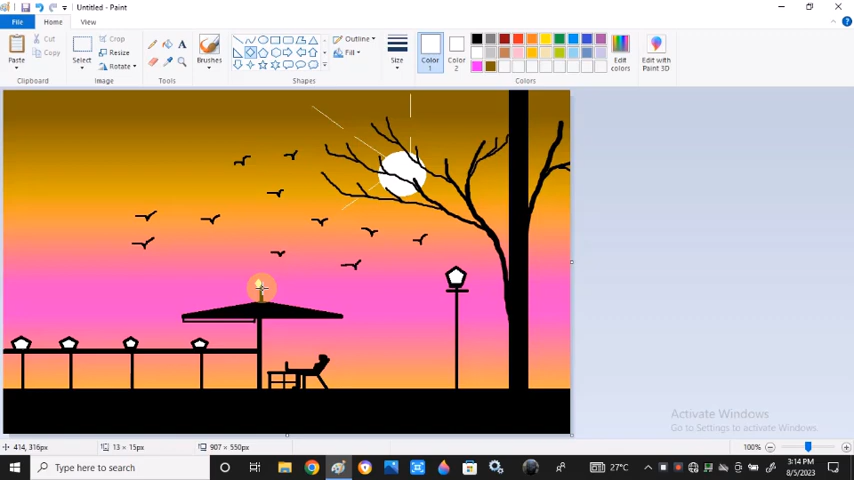 Untitled - Paint
File Home View
Paste
Cut
Copy
Clipboard
Select
Crop
Resize
Rotate
Image
Tools
Brushes
Shapes
Outline
Fill
Size
Color 1
Color 2
Colors
Edit colors
Edit with Paint 3D
Activate Windows
Go to Settings to activate Windows.
414, 316px
13 × 15px
907 × 550px
100%
Type here to search
27°C
3:14 PM
8/5/2023